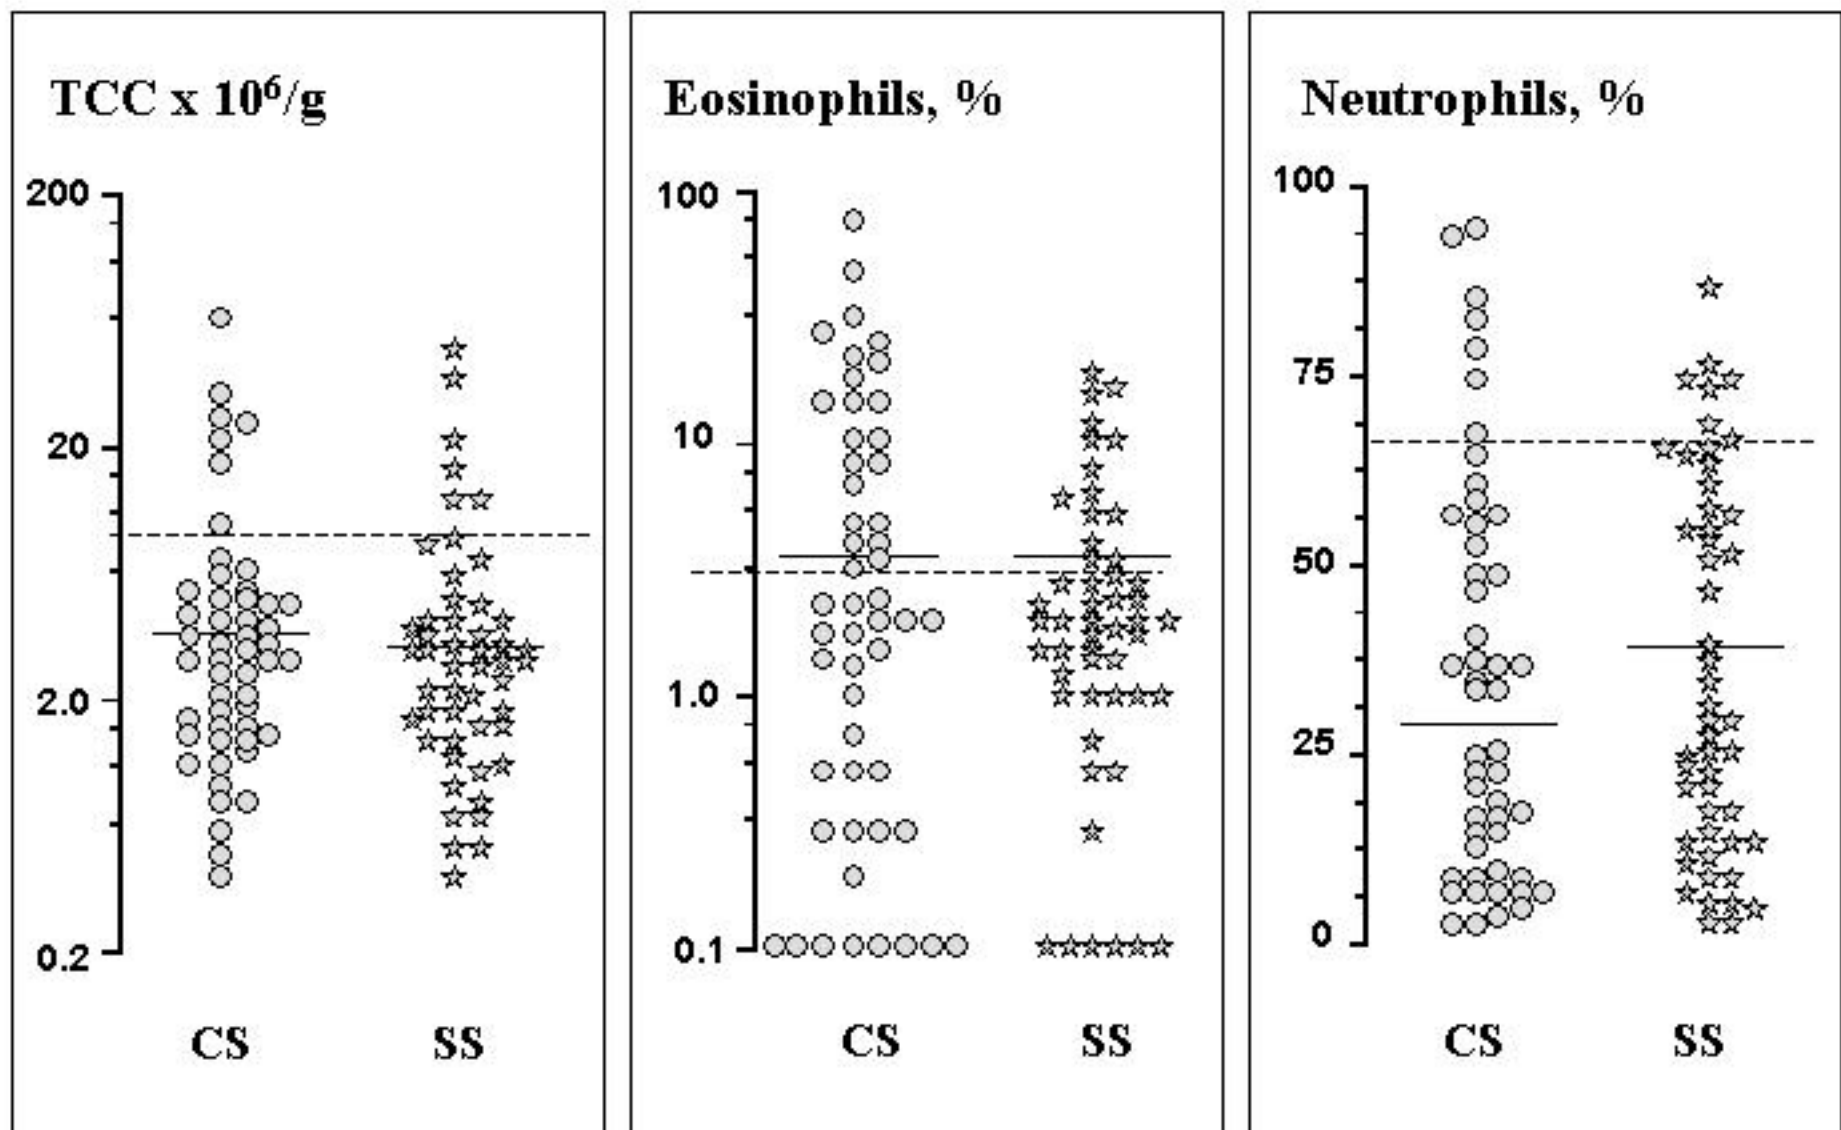 TCC x 10⁶/g
200
20
2.0
0.2
CS SS
Eosinophils, %
100
10
1.0
0.1
CS SS
Neutrophils, %
100
75
50
25
0
CS SS